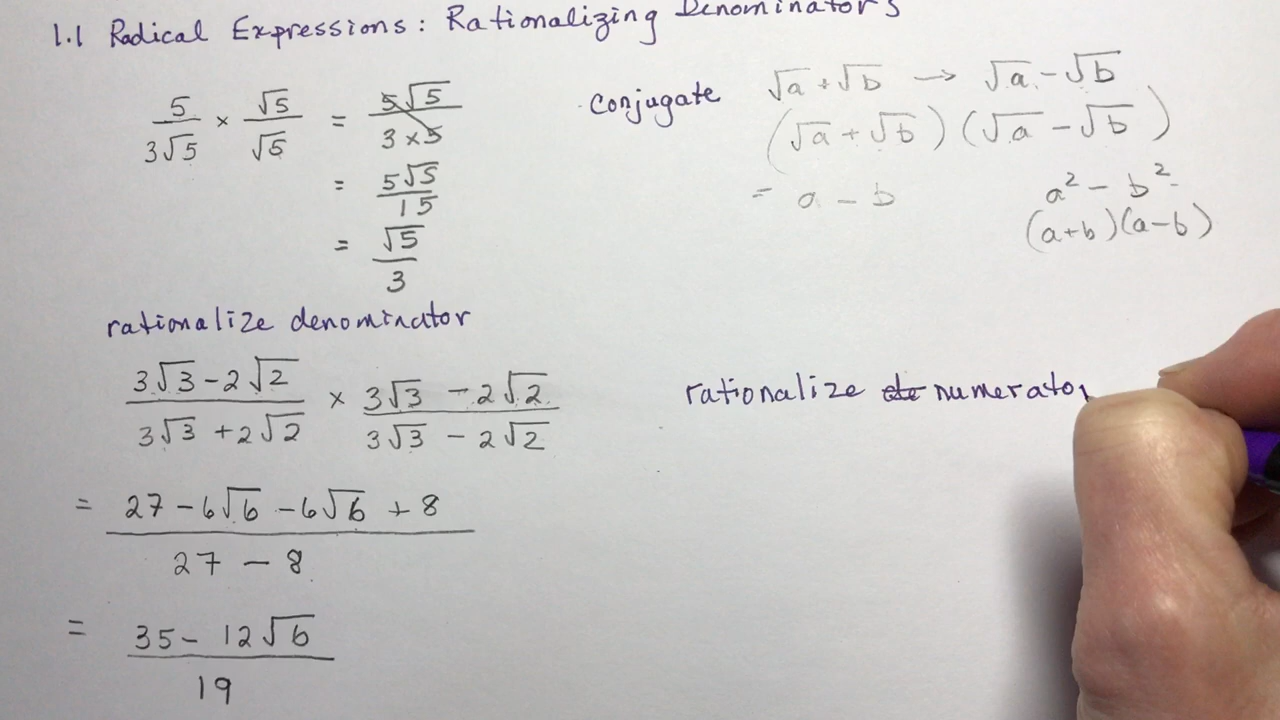 1.1 Radical Expressions: Rationalizing Denominators
5/3√5 × √5/√5 = 5√5/3×5
= 5√5/15
= √5/3
conjugate √a + √b → √a - √b
(√a + √b)(√a - √b)
= a - b
a² - b²
(a+b)(a-b)
rationalize denominator
3√3 - 2√2/3√3 + 2√2 × 3√3 - 2√2/3√3 - 2√2
= 27 - 6√6 - 6√6 + 8/27 - 8
= 35 - 12√6/19
rationalize de numerator